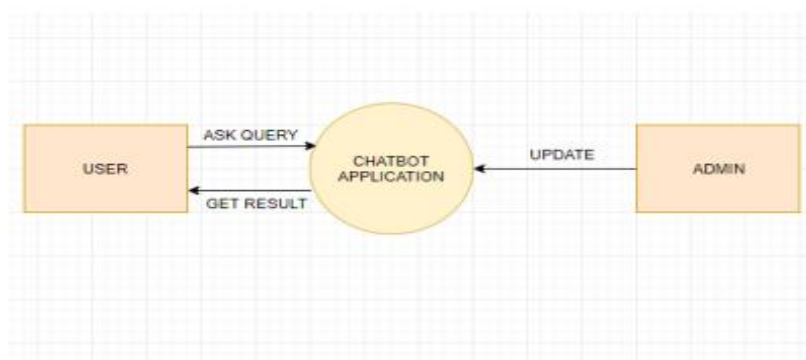 ASK QUERY
USER
CHATBOT
APPLICATION
GET RESULT
UPDATE
ADMIN